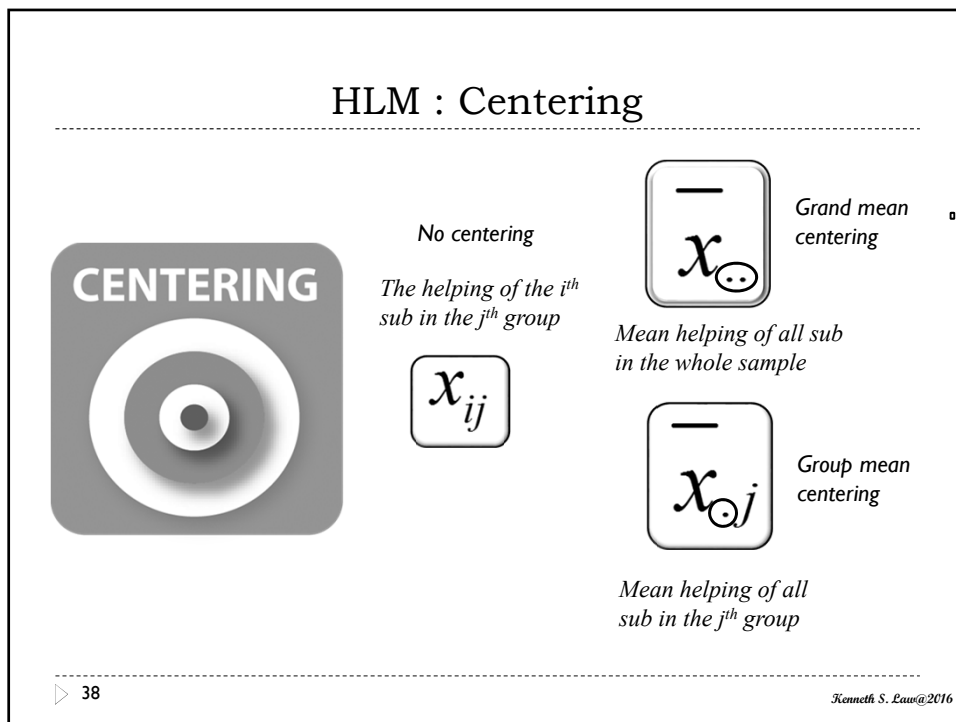 HLM : Centering
CENTERING
No centering
The helping of the iᵗʰ
sub in the jᵗʰ group
xᵢⱼ
x̄..
Grand mean
centering
Mean helping of all sub
in the whole sample
x̄.ⱼ
Group mean
centering
Mean helping of all
sub in the jᵗʰ group
38
Kenneth S. Law@2016